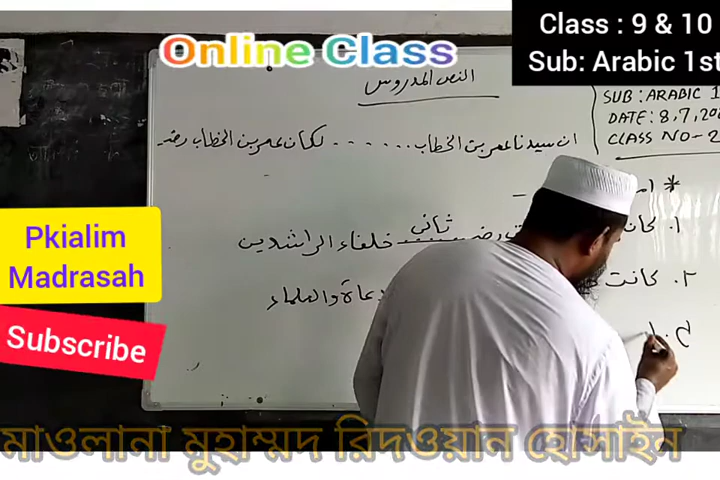 Online Class
Class : 9 & 10
Sub: Arabic 1st
النص المدروس
SUB: ARABIC 1
DATE: 8,7,20
CLASS NO-2
ان سيدنا عمر بن الخطاب ...... لكان عمر بن الخطاب رضـ
١. كان
رضـ ثاني خلفاء الراشدين
٢. كانت
والعلماء
Pkialim
Madrasah
Subscribe
মাওলানা মুহাম্মদ রিদওয়ান হোসাইন